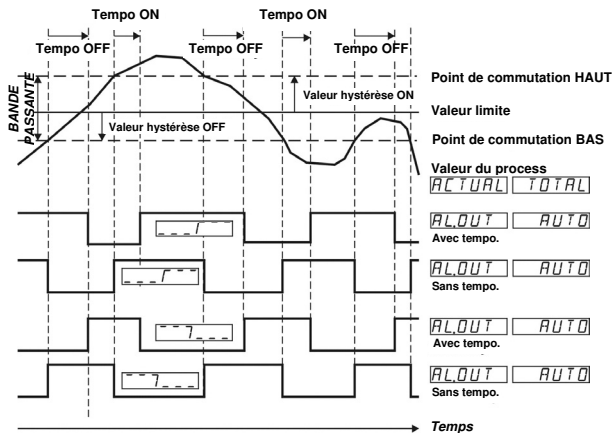 Tempo ON
Tempo ON
Tempo OFF
Tempo OFF
Tempo OFF
BANDE
PASSANTE
Point de commutation HAUT
Valeur hystérèse ON
Valeur limite
Valeur hystérèse OFF
Point de commutation BAS
Valeur du process
ACTUAL TOTAL
AL.OUT AUTO
Avec tempo.
AL.OUT AUTO
Sans tempo.
AL.OUT AUTO
Avec tempo.
AL.OUT AUTO
Sans tempo.
Temps